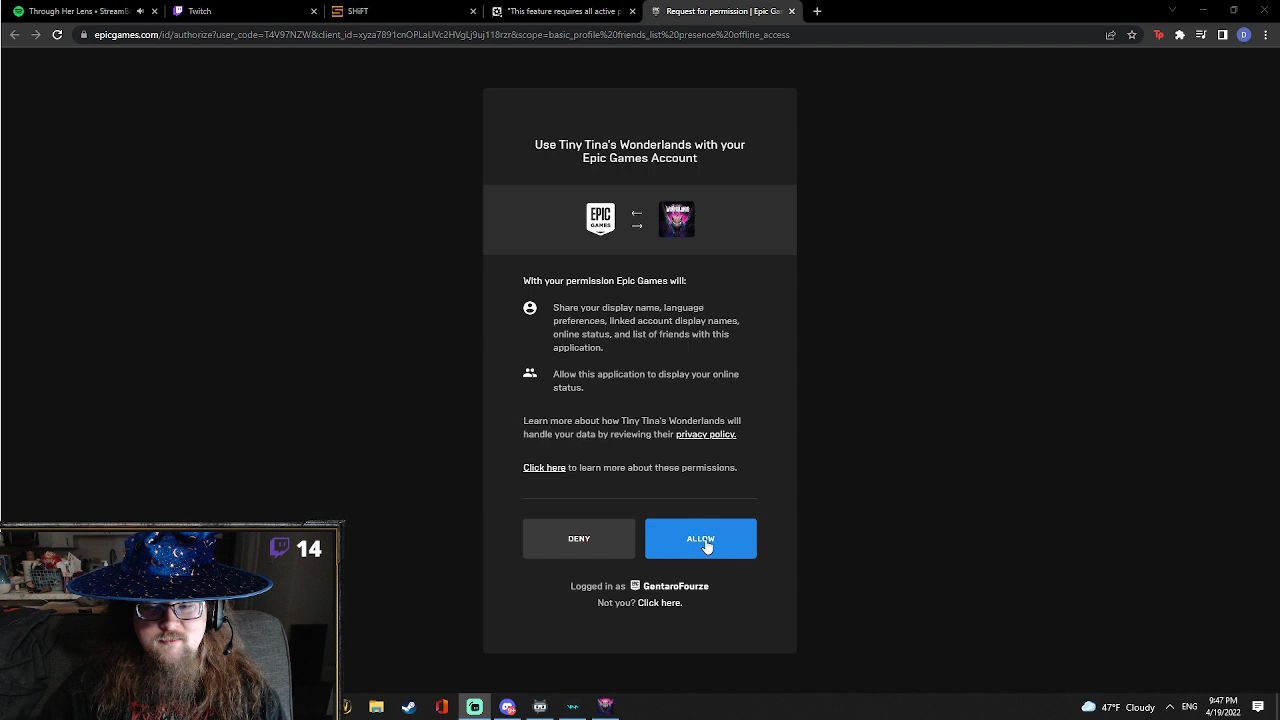 Through Her Lens • StreamB
Twitch
SHiFT
"This feature requires all active p
Request for permission | Epic Ga
epicgames.com/id/authorize?user_code=T4V97NZW&client_id=xyza7891cnOPLaUVc2HVgLj9uj118rzr&scope=basic_profile%20friends_list%20presence%20offline_access
Use Tiny Tina's Wonderlands with your
Epic Games Account
EPIC
GAMES
With your permission Epic Games will:
Share your display name, language
preferences, linked account display names,
online status, and list of friends with this
application.
Allow this application to display your online
status.
Learn more about how Tiny Tina's Wonderlands will
handle your data by reviewing their privacy policy.
Click here to learn more about these permissions.
DENY
ALLOW
Logged in as GentaroFourze
Not you? Click here.
14
47°F Cloudy
9:47 PM
4/19/2022